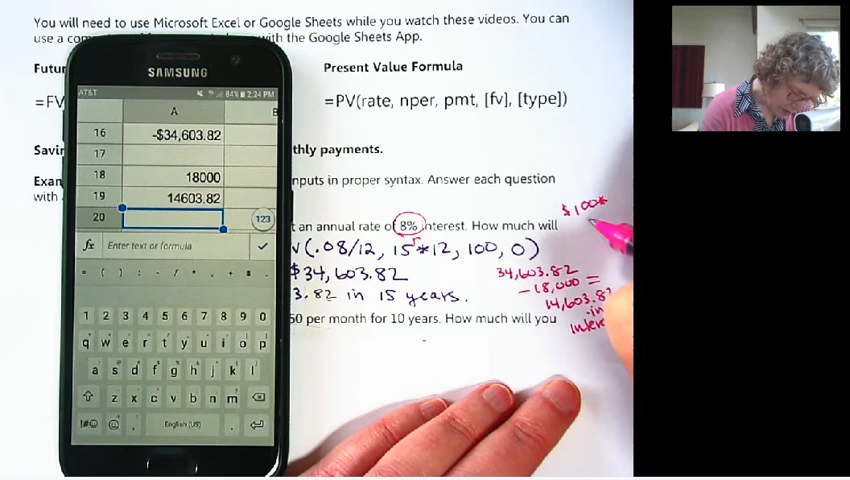 You will need to use Microsoft Excel or Google Sheets while you watch these videos. You can
with the Google Sheets App.
Present Value Formula
=PV(rate, nper, pmt, [fv], [type])
nputs in proper syntax. Answer each question
$100*
t an annual rate of 8% interest. How much will
(.08/12, 15*12, 100, 0)
$34,603.82
3.82 in 15 years.
34,603.82
-18,000 =
14,603.82
in
50 per month for 10 years. How much will you
SAMSUNG
AT&T 84% 2:24 PM
A
16 -$34,603.82
17
18 18000
19 14603.82
20
123
fx Enter text or formula
= ( ) : - / * , + $ .
1 2 3 4 5 6 7 8 9 0
q w e r t y u i o p
a s d f g h j k l
z x c v b n m
!#☺ , English (US) .